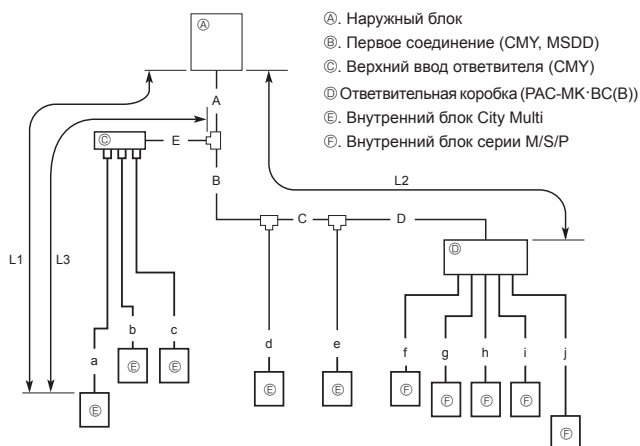 Ⓐ. Наружный блок
Ⓑ. Первое соединение (CMY, MSDD)
Ⓒ. Верхний ввод ответвителя (CMY)
Ⓓ Ответвительная коробка (PAC-MK·BC(B))
Ⓔ. Внутренний блок City Multi
Ⓕ. Внутренний блок серии M/S/P
Ⓐ
A
Ⓒ
E
B
L2
C
D
L1
L3
Ⓓ
a
b
c
d
e
f
g
h
i
j
Ⓔ
Ⓔ
Ⓔ
Ⓔ
Ⓔ
Ⓕ
Ⓕ
Ⓕ
Ⓕ
Ⓕ